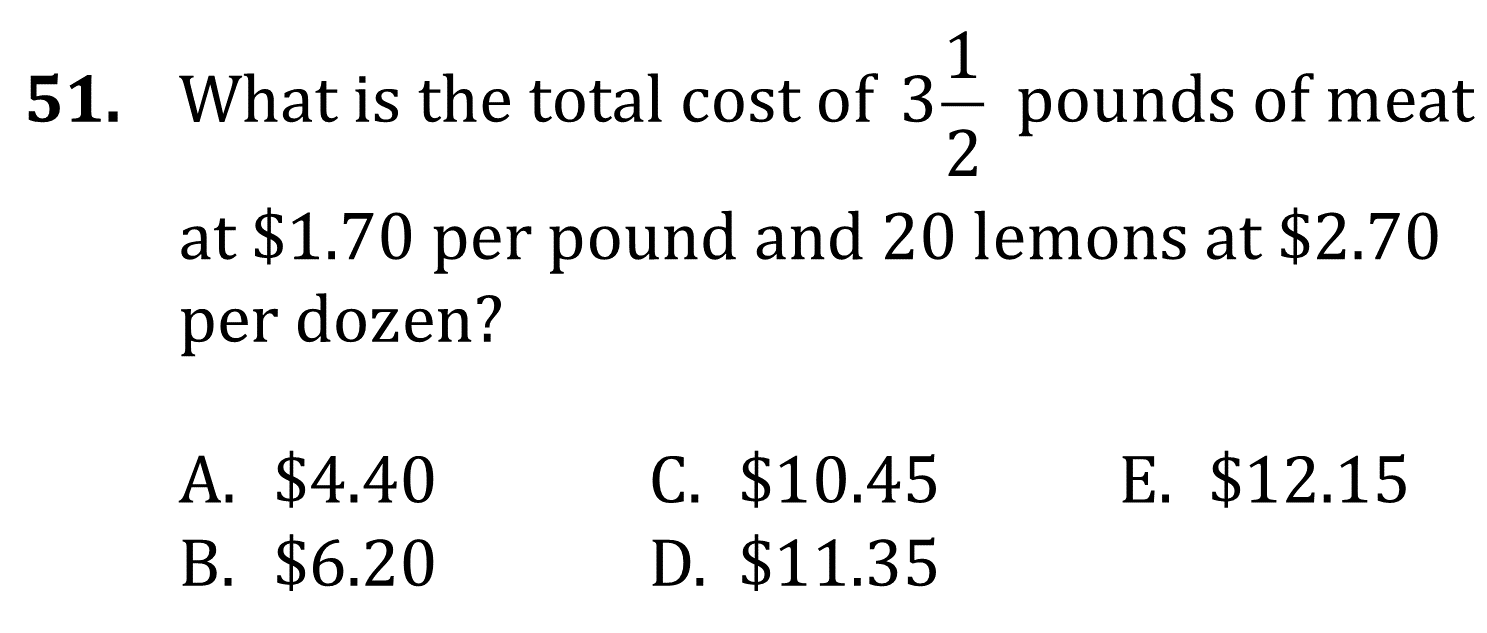 51. What is the total cost of 3 1/2 pounds of meat
at $1.70 per pound and 20 lemons at $2.70
per dozen?
A. $4.40 C. $10.45 E. $12.15
B. $6.20 D. $11.35